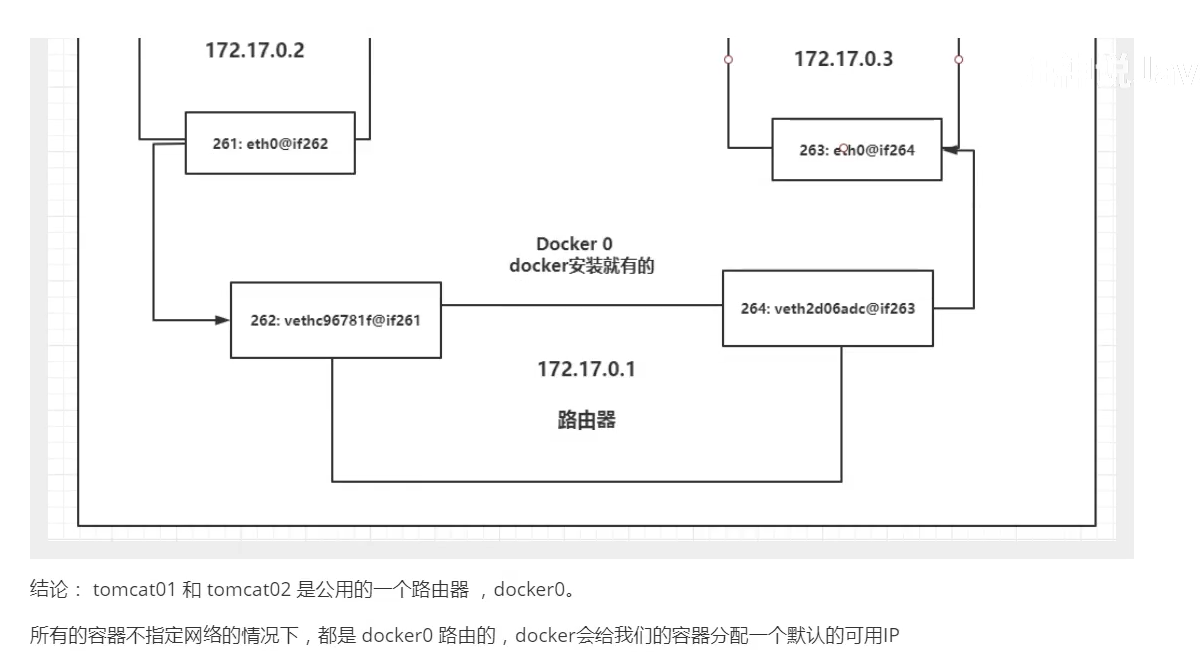 172.17.0.2
172.17.0.3
261: eth0@if262
263: eth0@if264
Docker 0
docker安装就有的
262: vethc96781f@if261
264: veth2d06adc@if263
172.17.0.1
路由器
结论： tomcat01 和 tomcat02 是公用的一个路由器 ，docker0。
所有的容器不指定网络的情况下，都是 docker0 路由的，docker会给我们的容器分配一个默认的可用IP